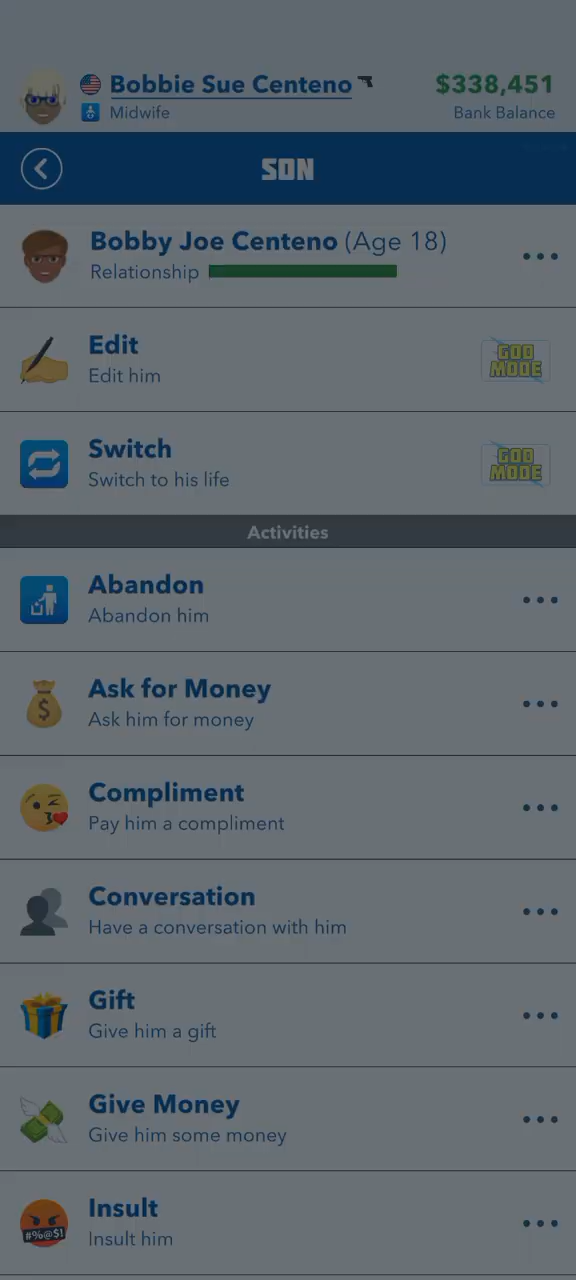 Bobbie Sue Centeno
$338,451
Midwife
Bank Balance
SON
Bobby Joe Centeno (Age 18)
Relationship
Edit
Edit him
GOD
MODE
Switch
Switch to his life
GOD
MODE
Activities
Abandon
Abandon him
Ask for Money
Ask him for money
Compliment
Pay him a compliment
Conversation
Have a conversation with him
Gift
Give him a gift
Give Money
Give him some money
#%@$!
Insult
Insult him